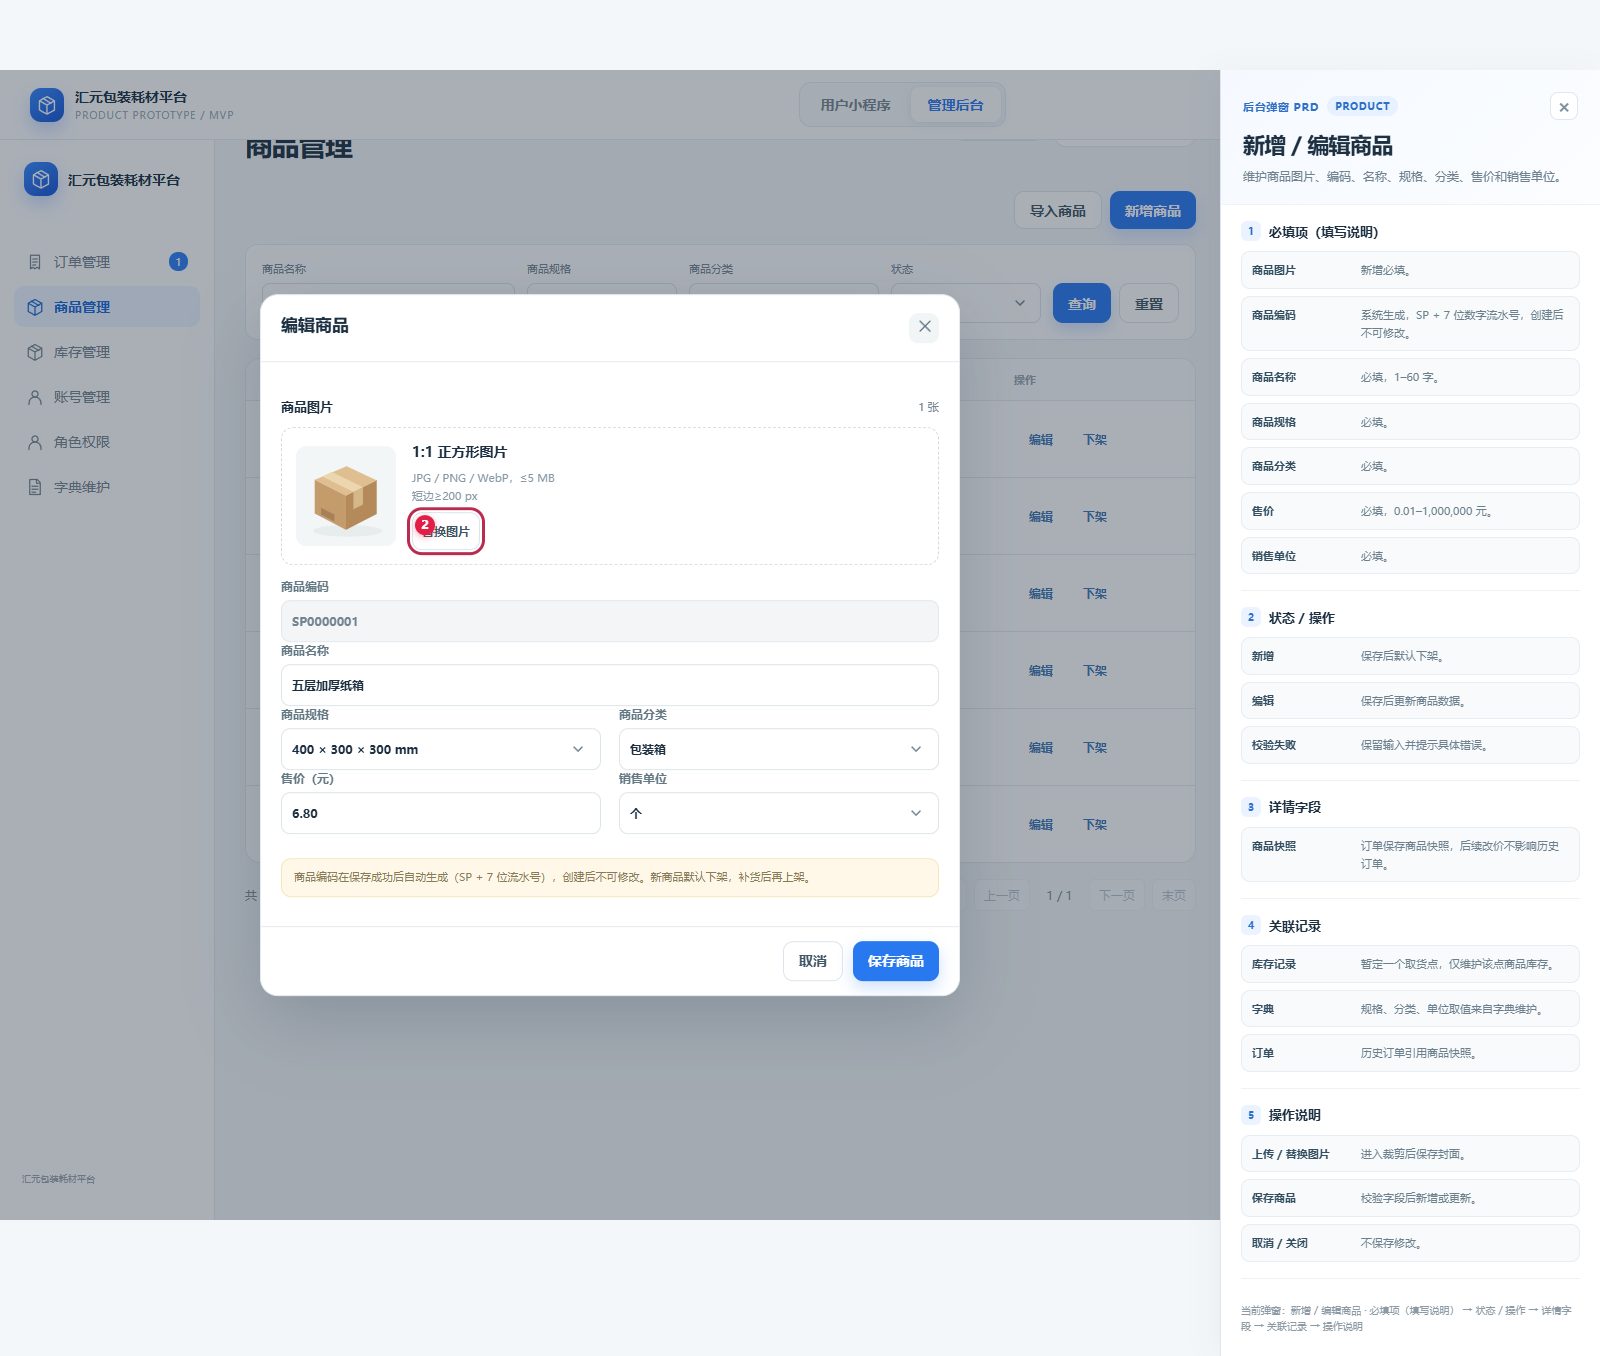 汇元包装耗材平台
PRODUCT PROTOTYPE / MVP
用户小程序
管理后台
汇元包装耗材平台
订单管理
1
商品管理
库存管理
账号管理
角色权限
字典维护
汇元包装耗材平台
商品管理
导入商品
新增商品
商品名称
商品规格
商品分类
状态
查询
重置
操作
编辑 下架
编辑 下架
编辑 下架
编辑 下架
编辑 下架
编辑 下架
共
上一页
1 / 1
下一页
末页
编辑商品
商品图片
1 张
1:1 正方形图片
JPG / PNG / WebP，≤5 MB
短边≥200 px
2
换图片
商品编码
SP0000001
商品名称
五层加厚纸箱
商品规格
商品分类
400 × 300 × 300 mm
包装箱
售价（元）
销售单位
6.80
个
商品编码在保存成功后自动生成（SP + 7 位流水号），创建后不可修改。新商品默认下架，补货后再上架。
取消
保存商品
后台弹窗 PRD
PRODUCT
新增 / 编辑商品
维护商品图片、编码、名称、规格、分类、售价和销售单位。
1 必填项（填写说明）
商品图片 新增必填。
商品编码 系统生成，SP + 7 位数字流水号，创建后
不可修改。
商品名称 必填，1–60 字。
商品规格 必填。
商品分类 必填。
售价 必填，0.01–1,000,000 元。
销售单位 必填。
2 状态 / 操作
新增 保存后默认下架。
编辑 保存后更新商品数据。
校验失败 保留输入并提示具体错误。
3 详情字段
商品快照 订单保存商品快照，后续改价不影响历史
订单。
4 关联记录
库存记录 暂定一个取货点，仅维护该点商品库存。
字典 规格、分类、单位取值来自字典维护。
订单 历史订单引用商品快照。
5 操作说明
上传 / 替换图片 进入裁剪后保存封面。
保存商品 校验字段后新增或更新。
取消 / 关闭 不保存修改。
当前弹窗：新增 / 编辑商品 · 必填项（填写说明） → 状态 / 操作 → 详情字
段 → 关联记录 → 操作说明